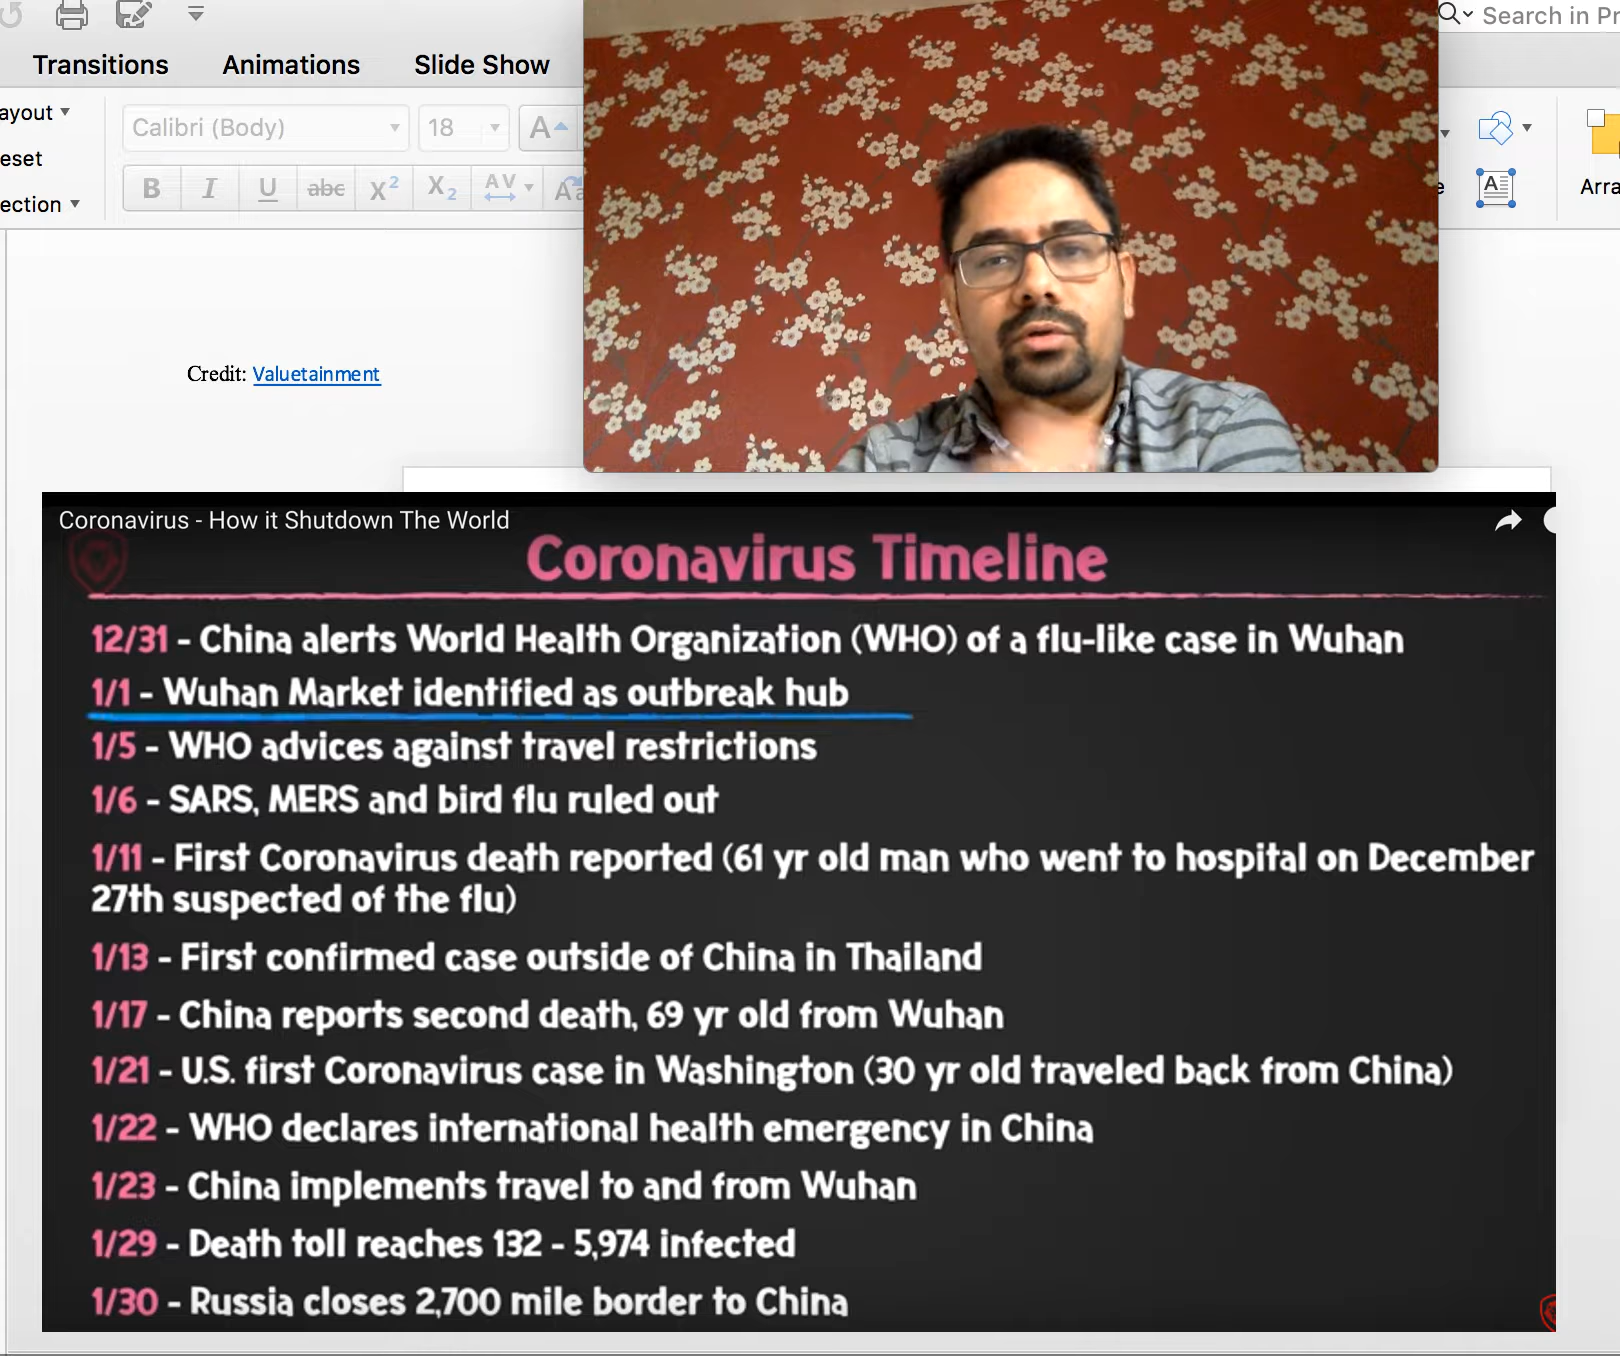 Search in Pr
Transitions Animations Slide Show
ayout
Calibri (Body) 18 A
eset
ection B I U abc X2 X2 AV Aa A e Arra
Credit: Valuetainment
Coronavirus - How it Shutdown The World
Coronavirus Timeline
12/31 - China alerts World Health Organization (WHO) of a flu-like case in Wuhan
1/1 - Wuhan Market identified as outbreak hub
1/5 - WHO advices against travel restrictions
1/6 - SARS, MERS and bird flu ruled out
1/11 - First Coronavirus death reported (61 yr old man who went to hospital on December
27th suspected of the flu)
1/13 - First confirmed case outside of China in Thailand
1/17 - China reports second death, 69 yr old from Wuhan
1/21 - U.S. first Coronavirus case in Washington (30 yr old traveled back from China)
1/22 - WHO declares international health emergency in China
1/23 - China implements travel to and from Wuhan
1/29 - Death toll reaches 132 - 5,974 infected
1/30 - Russia closes 2,700 mile border to China